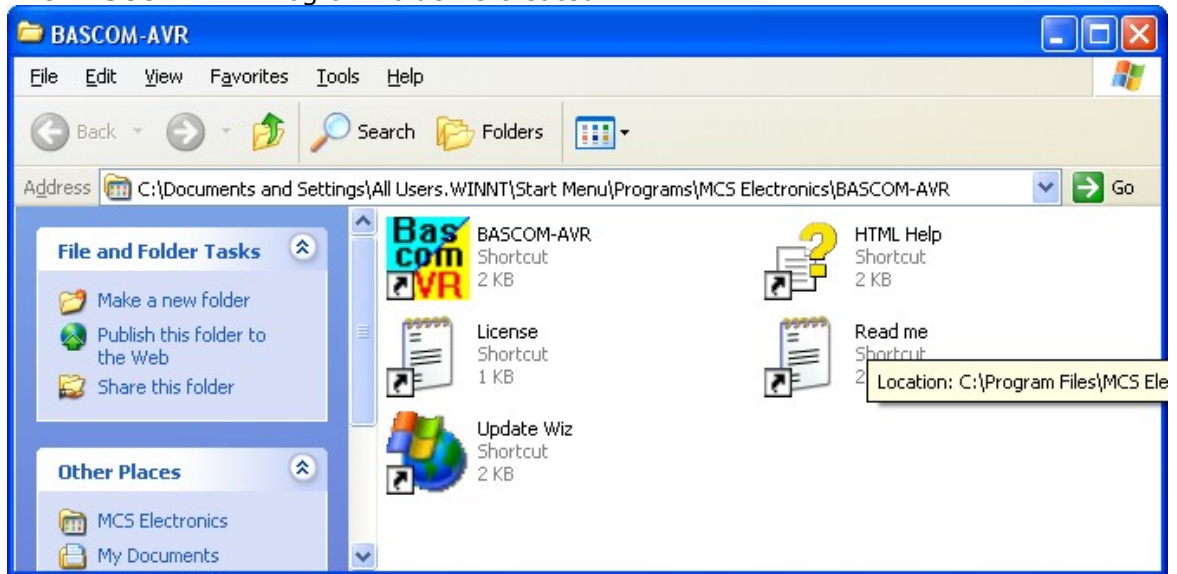 BASCOM-AVR
File Edit View Favorites Tools Help
Back Search Folders
Address C:\Documents and Settings\All Users.WINNT\Start Menu\Programs\MCS Electronics\BASCOM-AVR Go
File and Folder Tasks
Make a new folder
Publish this folder to
the Web
Share this folder
Other Places
MCS Electronics
My Documents
Bas
com
VR
BASCOM-AVR
Shortcut
2 KB
HTML Help
Shortcut
2 KB
License
Shortcut
1 KB
Read me
Shortcut
2
Location: C:\Program Files\MCS Ele
Update Wiz
Shortcut
2 KB